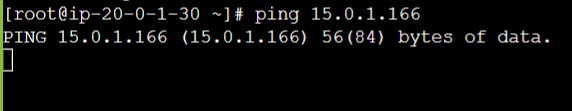 [root@ip-20-0-1-30 ~]# ping 15.0.1.166
PING 15.0.1.166 (15.0.1.166) 56(84) bytes of data.